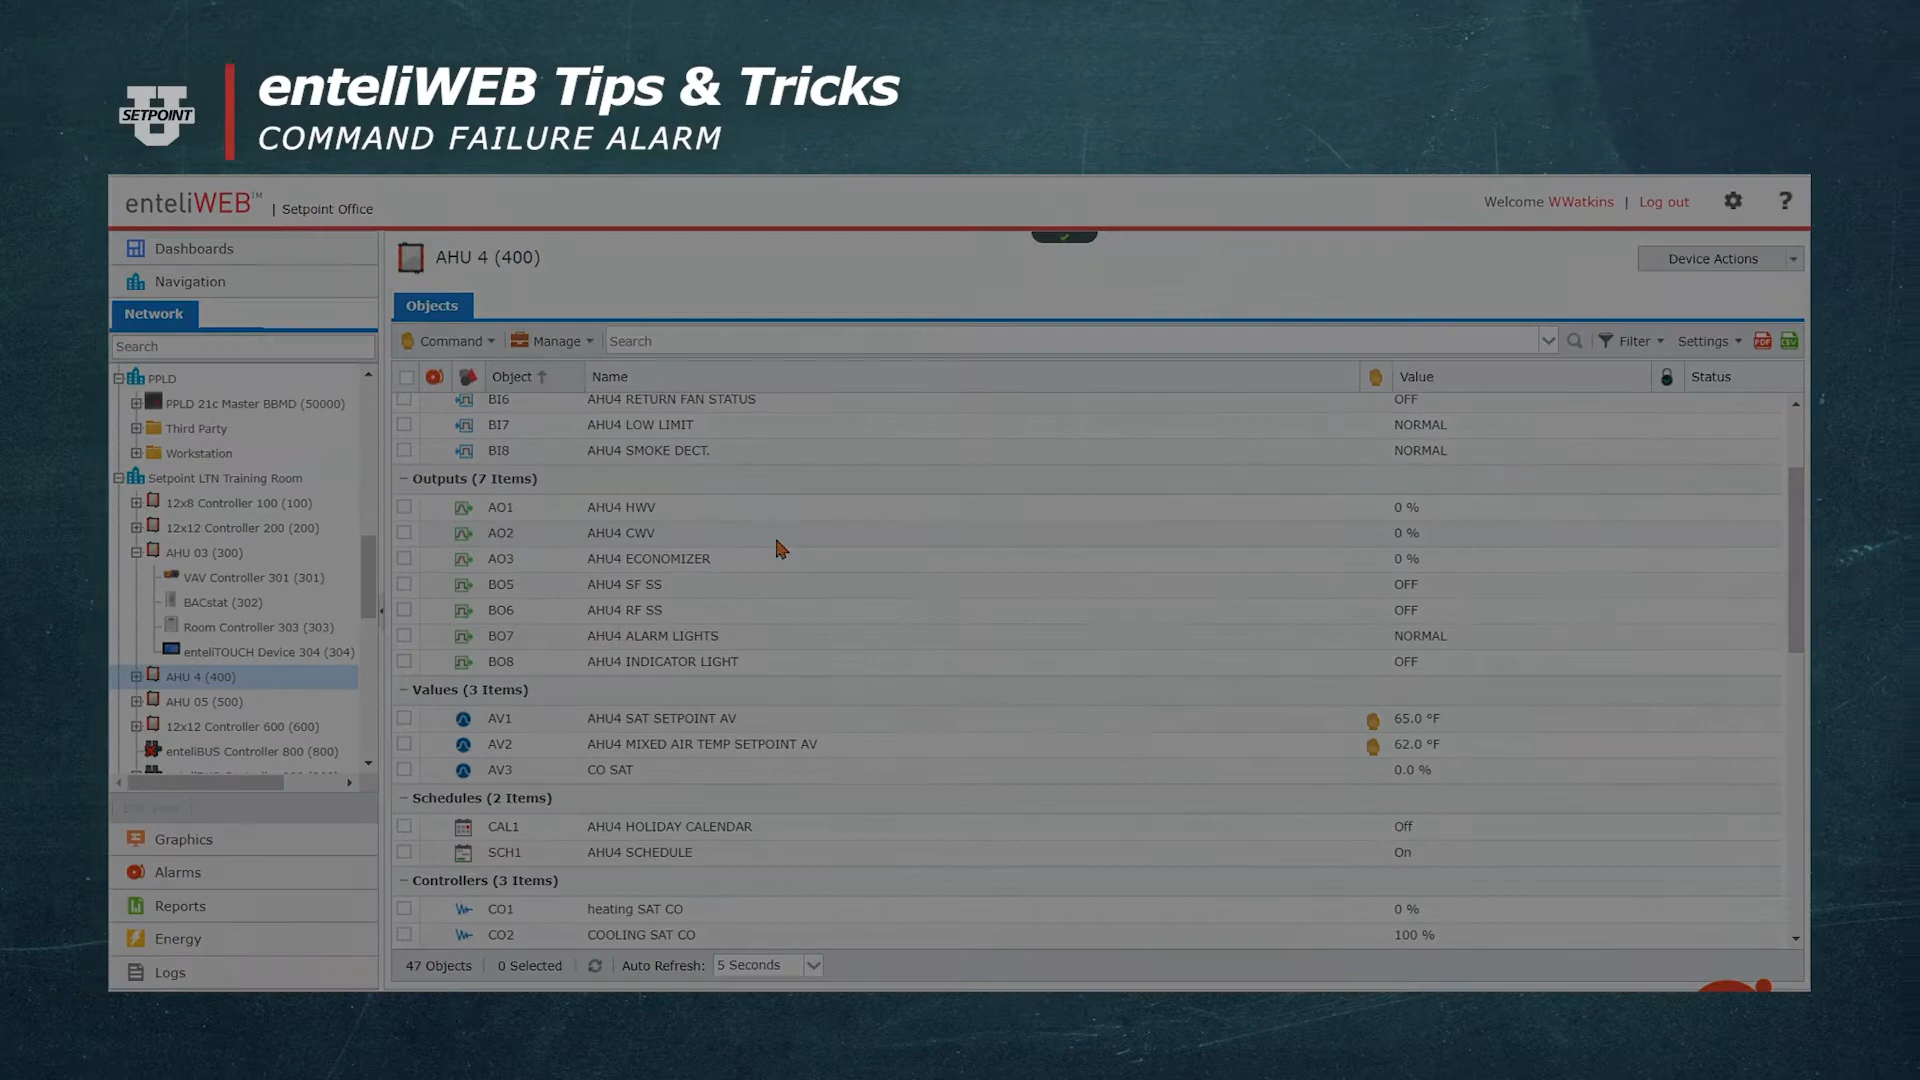 enteliWEB Tips & Tricks
U SETPOINT
COMMAND FAILURE ALARM
enteliWEB™ | Setpoint Office
Welcome WWatkins | Log out ?
Dashboards
Navigation
Network
Search
PPLD
PPLD 21c Master BBMD (50000)
Third Party
Workstation
Setpoint LTN Training Room
12x8 Controller 100 (100)
12x12 Controller 200 (200)
AHU 03 (300)
VAV Controller 301 (301)
BACstat (302)
Room Controller 303 (303)
enteliTOUCH Device 304 (304)
AHU 4 (400)
AHU 05 (500)
12x12 Controller 600 (600)
enteliBUS Controller 800 (800)
Edit View
Graphics
Alarms
Reports
Energy
Logs
AHU 4 (400)
Device Actions
Objects
Command Manage Search Filter Settings PDF CSV
Object Name Value Status
BI6 AHU4 RETURN FAN STATUS OFF
BI7 AHU4 LOW LIMIT NORMAL
BI8 AHU4 SMOKE DECT. NORMAL
Outputs (7 Items)
AO1 AHU4 HWV 0 %
AO2 AHU4 CWV 0 %
AO3 AHU4 ECONOMIZER 0 %
BO5 AHU4 SF SS OFF
BO6 AHU4 RF SS OFF
BO7 AHU4 ALARM LIGHTS NORMAL
BO8 AHU4 INDICATOR LIGHT OFF
Values (3 Items)
AV1 AHU4 SAT SETPOINT AV 65.0 °F
AV2 AHU4 MIXED AIR TEMP SETPOINT AV 62.0 °F
AV3 CO SAT 0.0 %
Schedules (2 Items)
CAL1 AHU4 HOLIDAY CALENDAR Off
SCH1 AHU4 SCHEDULE On
Controllers (3 Items)
CO1 heating SAT CO 0 %
CO2 COOLING SAT CO 100 %
47 Objects 0 Selected Auto Refresh: 5 Seconds